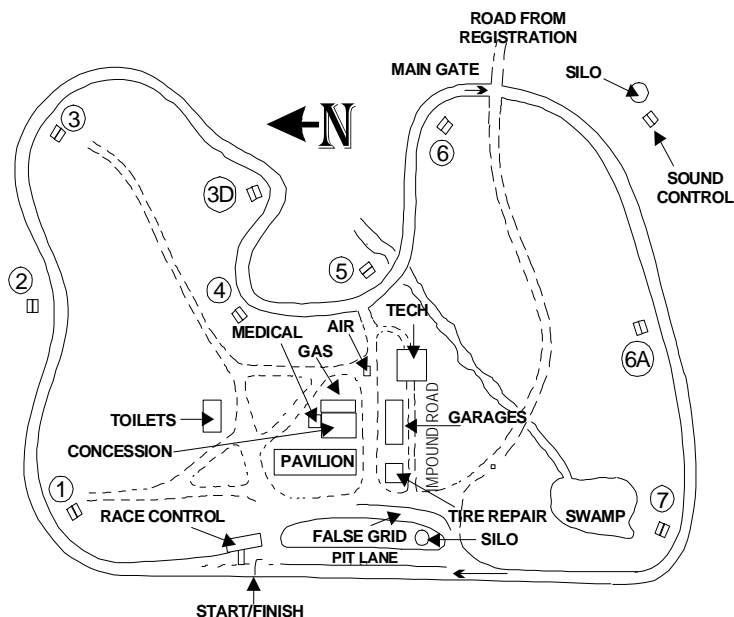 ROAD FROM
REGISTRATION
MAIN GATE
SILO
3
N
6
SOUND
CONTROL
3D
2
5
4
TECH
AIR
MEDICAL
GAS
6A
TOILETS
GARAGES
IMPOUND ROAD
CONCESSION
PAVILION
1
7
RACE CONTROL
TIRE REPAIR
SWAMP
FALSE GRID
SILO
PIT LANE
START/FINISH